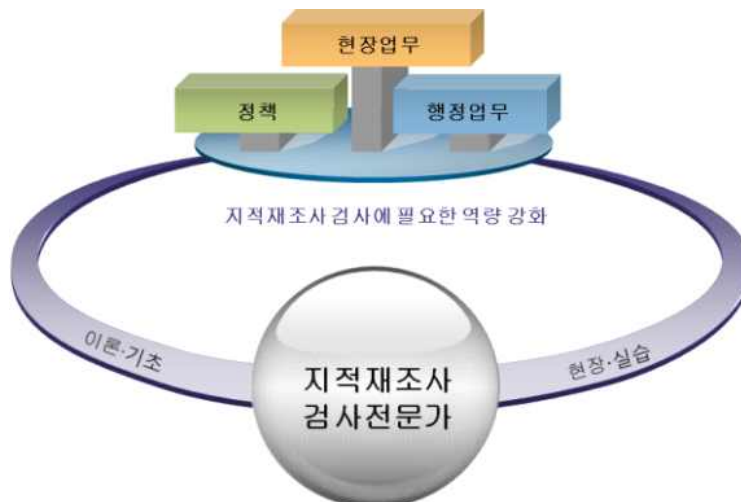 현장업무
정책
행정업무
지적재조사 검사에 필요한 역량 강화
이론·기초
현장·실습
지적재조사
검사전문가